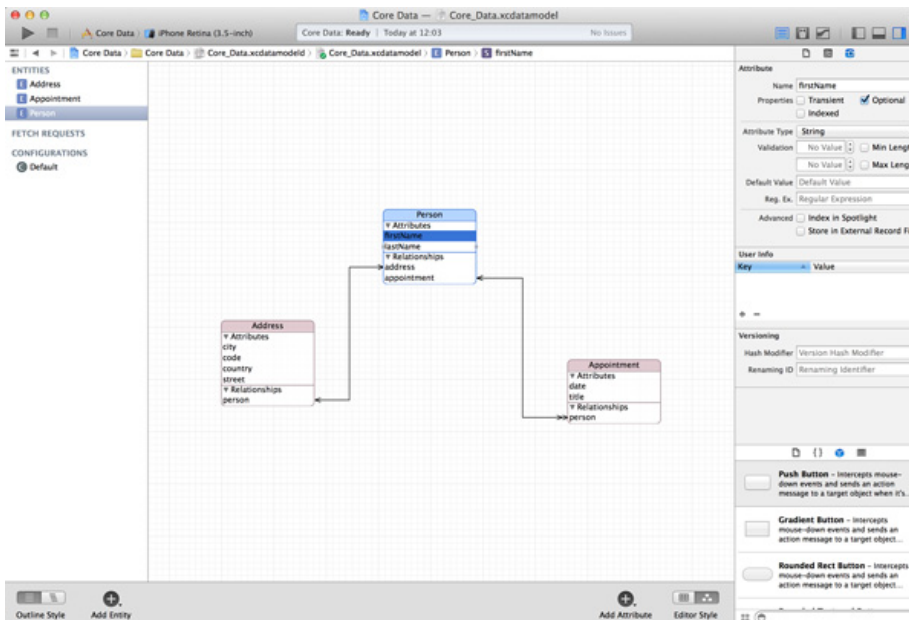 Core Data — Core_Data.xcdatamodel
Core Data iPhone Retina (3.5-inch)
Core Data: Ready | Today at 12:03
No Issues
Core Data Core Data Core_Data.xcdatamodeld Core_Data.xcdatamodel E Person S firstName
ENTITIES
E Address
E Appointment
E Person
FETCH REQUESTS
CONFIGURATIONS
C Default
Person
Attributes
firstName
lastName
Relationships
address
appointment
Address
Attributes
city
code
country
street
Relationships
person
Appointment
Attributes
date
title
Relationships
person
Outline Style
Add Entity
Add Attribute
Editor Style
Attribute
Name firstName
Properties Transient Optional
Indexed
Attribute Type String
Validation No Value Min Lengt
No Value Max Leng
Default Value Default Value
Reg. Ex. Regular Expression
Advanced Index in Spotlight
Store in External Record Fi
User Info
Key Value
+ −
Versioning
Hash Modifier Version Hash Modifier
Renaming ID Renaming Identifier
{}
Push Button – Intercepts mouse-
down events and sends an action
message to a target object when it's..
Gradient Button – Intercepts
mouse-down events and sends an
action message to a target object...
Rounded Rect Button – Intercepts
mouse-down events and sends an
action message to a target object...